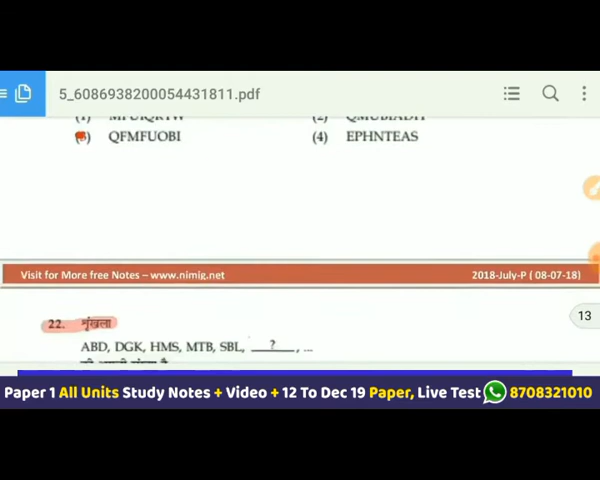 5_6086938200054431811.pdf
(3) QFMFUOBI
(4) EPHNTEAS
Visit for More free Notes – www.nimig.net
2018-July-P ( 08-07-18)
13
22. शृंखला
ABD, DGK, HMS, MTB, SBL, ? , ...
Paper 1 All Units Study Notes + Video + 12 To Dec 19 Paper, Live Test 8708321010